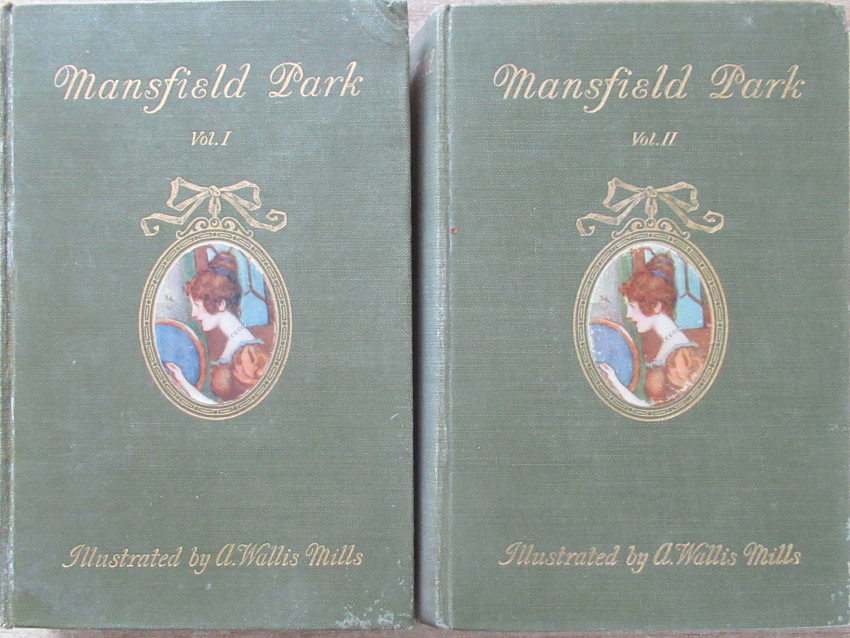 Mansfield Park
Vol. I
Illustrated by A. Wallis Mills
Mansfield Park
Vol. II
Illustrated by A. Wallis Mills